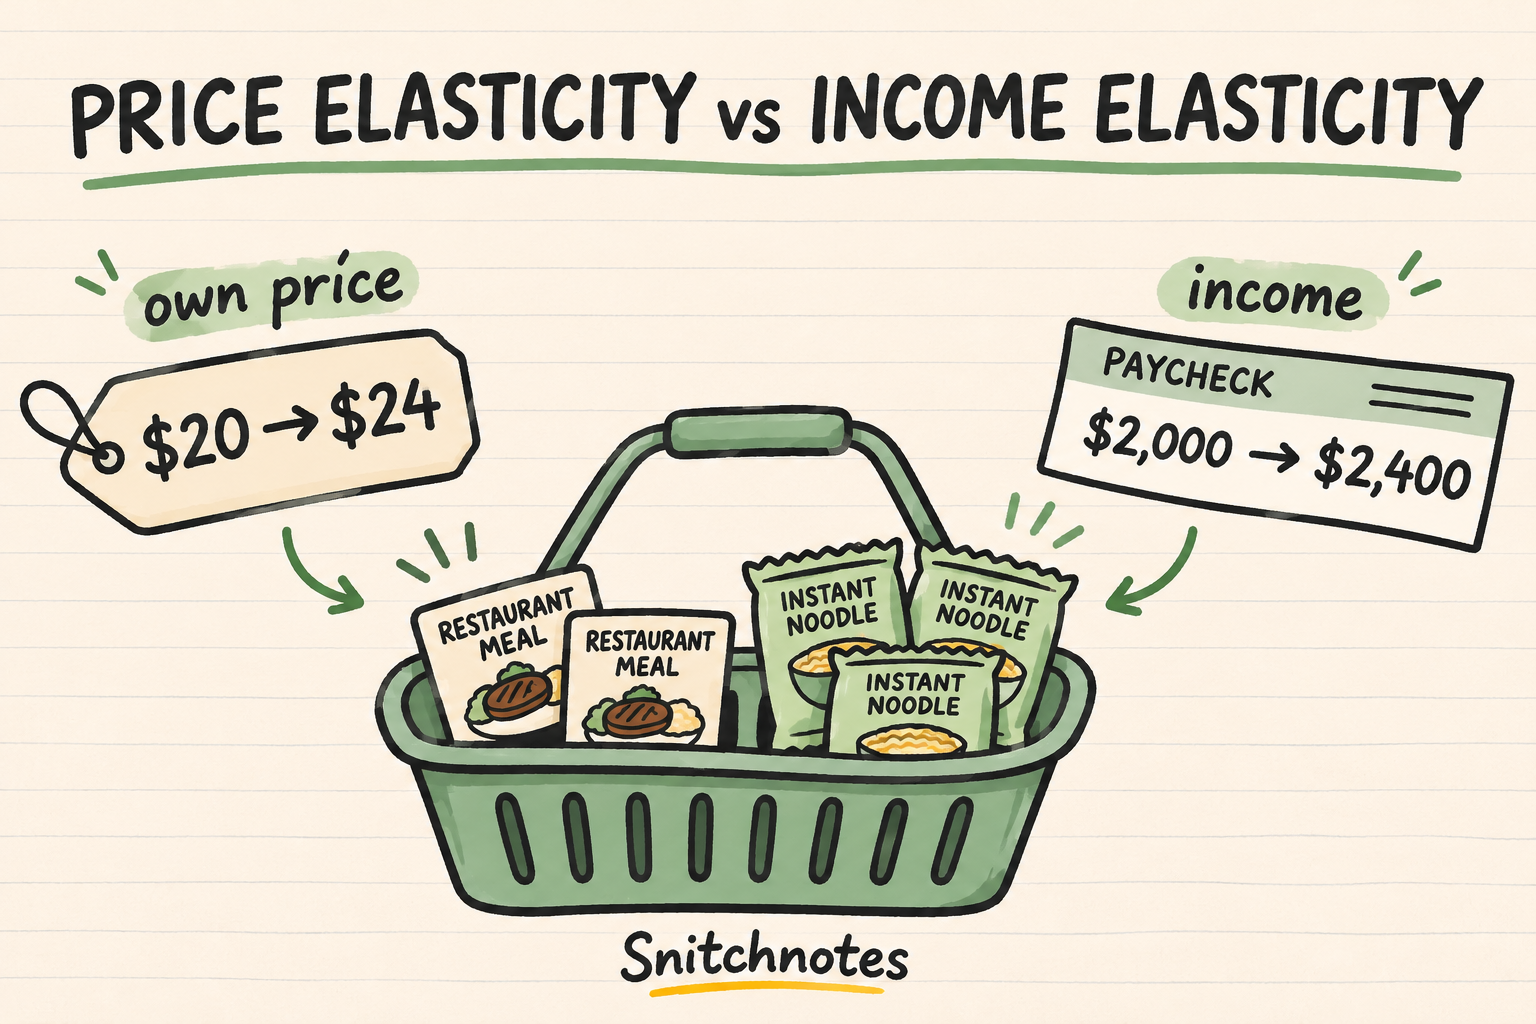 PRICE ELASTICITY vs INCOME ELASTICITY
own price
$20 → $24
income
PAYCHECK
$2,000 → $2,400
RESTAURANT
MEAL
RESTAURANT
MEAL
INSTANT
NOODLE
INSTANT
NOODLE
INSTANT
NOODLE
Snitchnotes